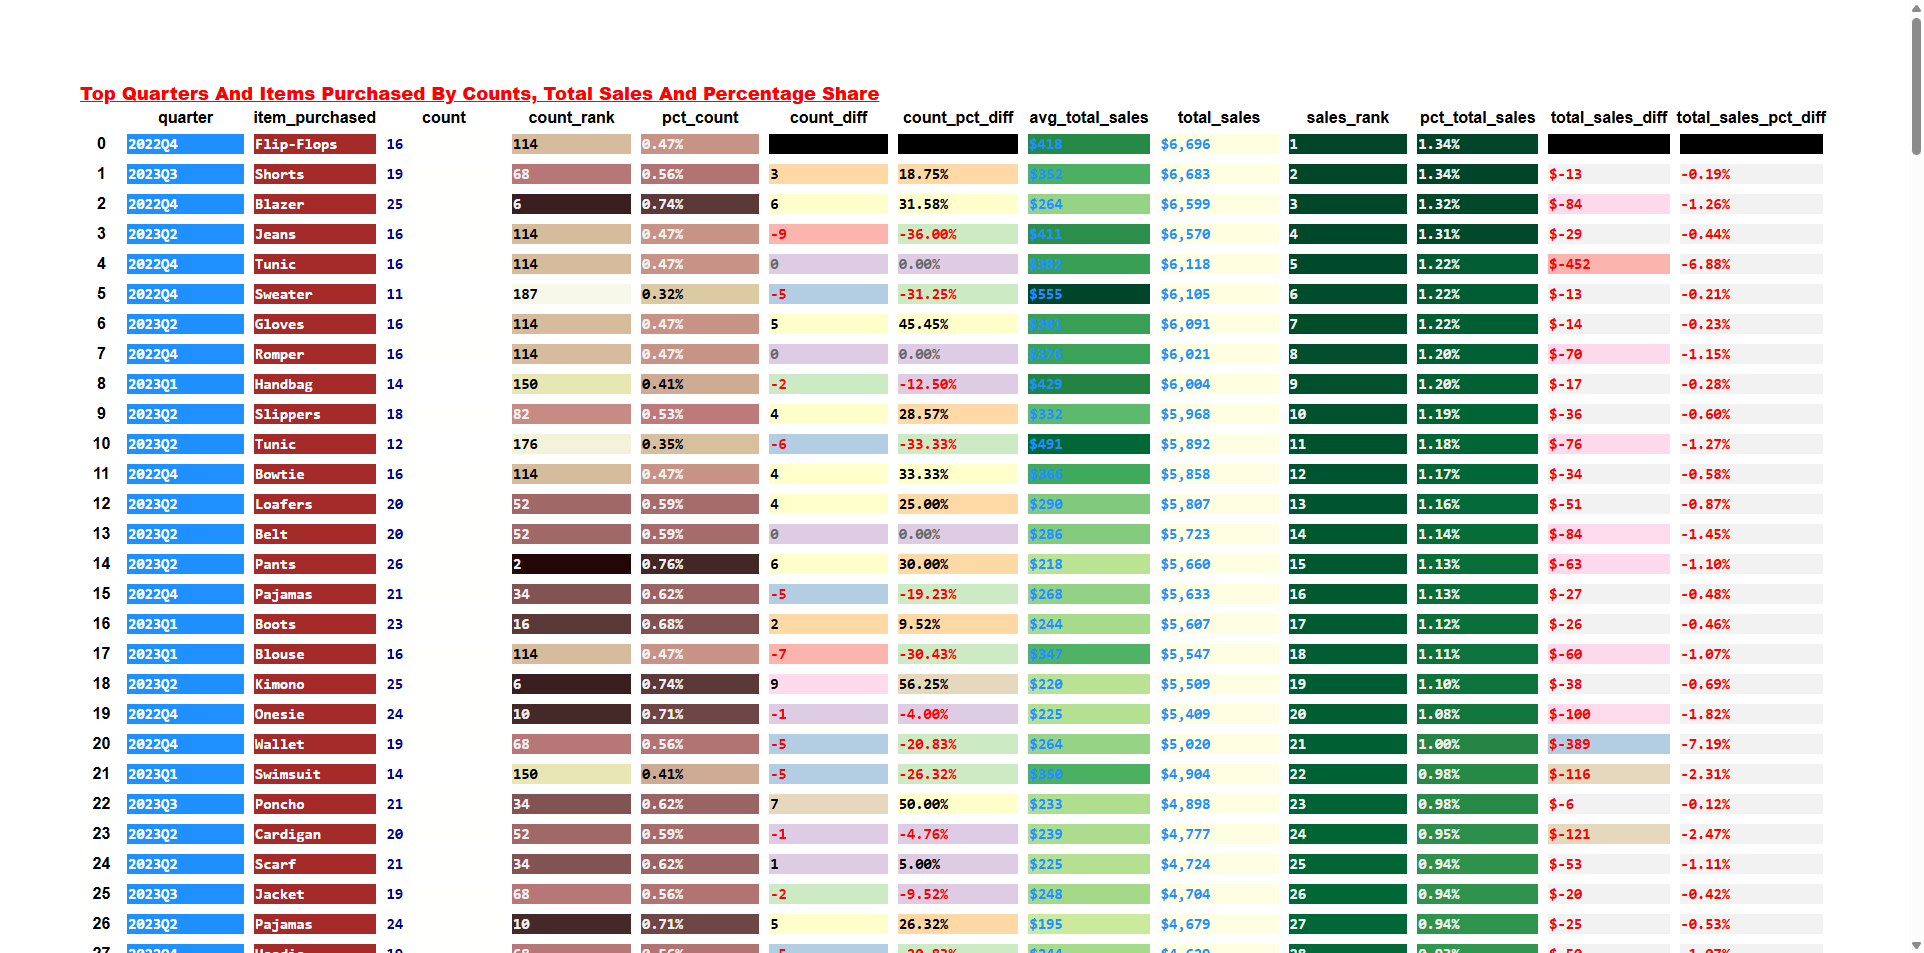 Top Quarters And Items Purchased By Counts, Total Sales And Percentage Share
quarter item_purchased count count_rank pct_count count_diff count_pct_diff avg_total_sales total_sales sales_rank pct_total_sales total_sales_diff total_sales_pct_diff
0 2022Q4 Flip-Flops 16 114 0.47% $418 $6,696 1 1.34%
1 2023Q3 Shorts 19 68 0.56% 3 18.75% $352 $6,683 2 1.34% $-13 -0.19%
2 2022Q4 Blazer 25 6 0.74% 6 31.58% $264 $6,599 3 1.32% $-84 -1.26%
3 2023Q2 Jeans 16 114 0.47% -9 -36.00% $411 $6,570 4 1.31% $-29 -0.44%
4 2022Q4 Tunic 16 114 0.47% 0 0.00% $382 $6,118 5 1.22% $-452 -6.88%
5 2022Q4 Sweater 11 187 0.32% -5 -31.25% $555 $6,105 6 1.22% $-13 -0.21%
6 2023Q2 Gloves 16 114 0.47% 5 45.45% $381 $6,091 7 1.22% $-14 -0.23%
7 2022Q4 Romper 16 114 0.47% 0 0.00% $376 $6,021 8 1.20% $-70 -1.15%
8 2023Q1 Handbag 14 150 0.41% -2 -12.50% $429 $6,004 9 1.20% $-17 -0.28%
9 2023Q2 Slippers 18 82 0.53% 4 28.57% $332 $5,968 10 1.19% $-36 -0.60%
10 2023Q2 Tunic 12 176 0.35% -6 -33.33% $491 $5,892 11 1.18% $-76 -1.27%
11 2022Q4 Bowtie 16 114 0.47% 4 33.33% $366 $5,858 12 1.17% $-34 -0.58%
12 2023Q2 Loafers 20 52 0.59% 4 25.00% $290 $5,807 13 1.16% $-51 -0.87%
13 2023Q2 Belt 20 52 0.59% 0 0.00% $286 $5,723 14 1.14% $-84 -1.45%
14 2023Q2 Pants 26 2 0.76% 6 30.00% $218 $5,660 15 1.13% $-63 -1.10%
15 2022Q4 Pajamas 21 34 0.62% -5 -19.23% $268 $5,633 16 1.13% $-27 -0.48%
16 2023Q1 Boots 23 16 0.68% 2 9.52% $244 $5,607 17 1.12% $-26 -0.46%
17 2023Q1 Blouse 16 114 0.47% -7 -30.43% $347 $5,547 18 1.11% $-60 -1.07%
18 2023Q2 Kimono 25 6 0.74% 9 56.25% $220 $5,509 19 1.10% $-38 -0.69%
19 2022Q4 Onesie 24 10 0.71% -1 -4.00% $225 $5,409 20 1.08% $-100 -1.82%
20 2022Q4 Wallet 19 68 0.56% -5 -20.83% $264 $5,020 21 1.00% $-389 -7.19%
21 2023Q1 Swimsuit 14 150 0.41% -5 -26.32% $350 $4,904 22 0.98% $-116 -2.31%
22 2023Q3 Poncho 21 34 0.62% 7 50.00% $233 $4,898 23 0.98% $-6 -0.12%
23 2023Q2 Cardigan 20 52 0.59% -1 -4.76% $239 $4,777 24 0.95% $-121 -2.47%
24 2023Q2 Scarf 21 34 0.62% 1 5.00% $225 $4,724 25 0.94% $-53 -1.11%
25 2023Q3 Jacket 19 68 0.56% -2 -9.52% $248 $4,704 26 0.94% $-20 -0.42%
26 2023Q2 Pajamas 24 10 0.71% 5 26.32% $195 $4,679 27 0.94% $-25 -0.53%
27 2022Q4